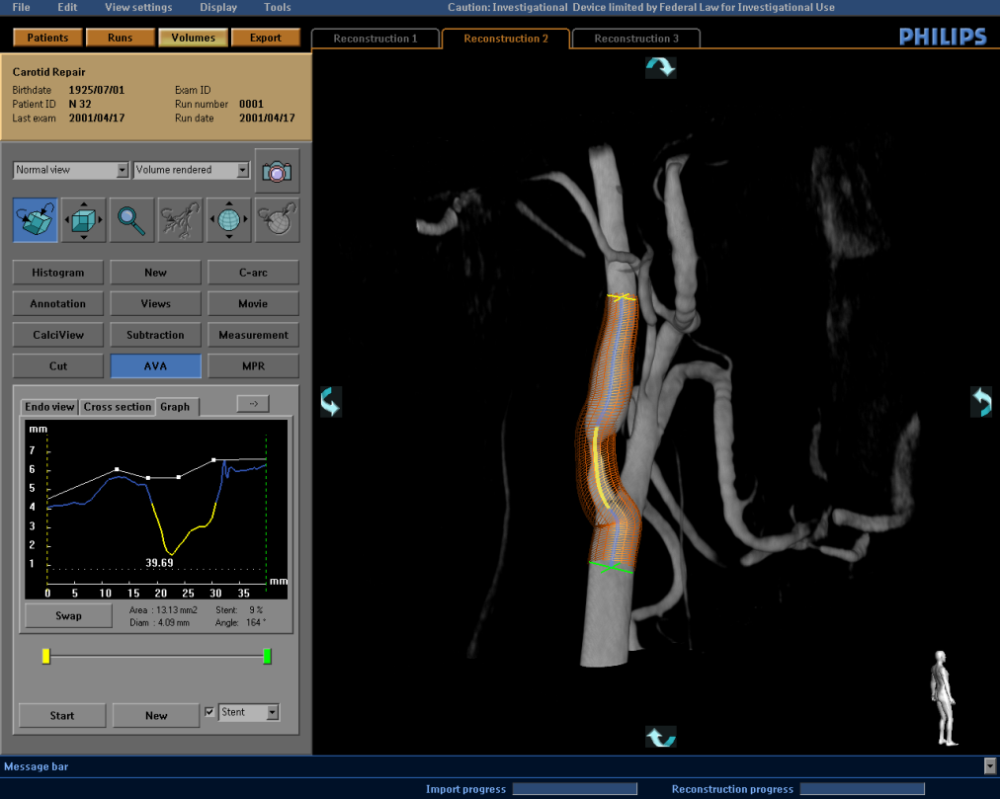 File Edit View settings Display Tools Caution: Investigational Device limited by Federal Law for Investigational Use
Patients Runs Volumes Export
Reconstruction 1 Reconstruction 2 Reconstruction 3
PHILIPS
Carotid Repair
Birthdate 1925/07/01 Exam ID
Patient ID N 32 Run number 0001
Last exam 2001/04/17 Run date 2001/04/17
Normal view Volume rendered
Histogram New C-arc
Annotation Views Movie
CalciView Subtraction Measurement
Cut AVA MPR
Endo view Cross section Graph ->
mm
7
6
5
4
3
2
1
39.69
mm
0 5 10 15 20 25 30 35
Swap
Area : 13.13 mm2 Stent: 9 %
Diam : 4.09 mm Angle: 164 °
Start New Stent
Message bar
Import progress Reconstruction progress